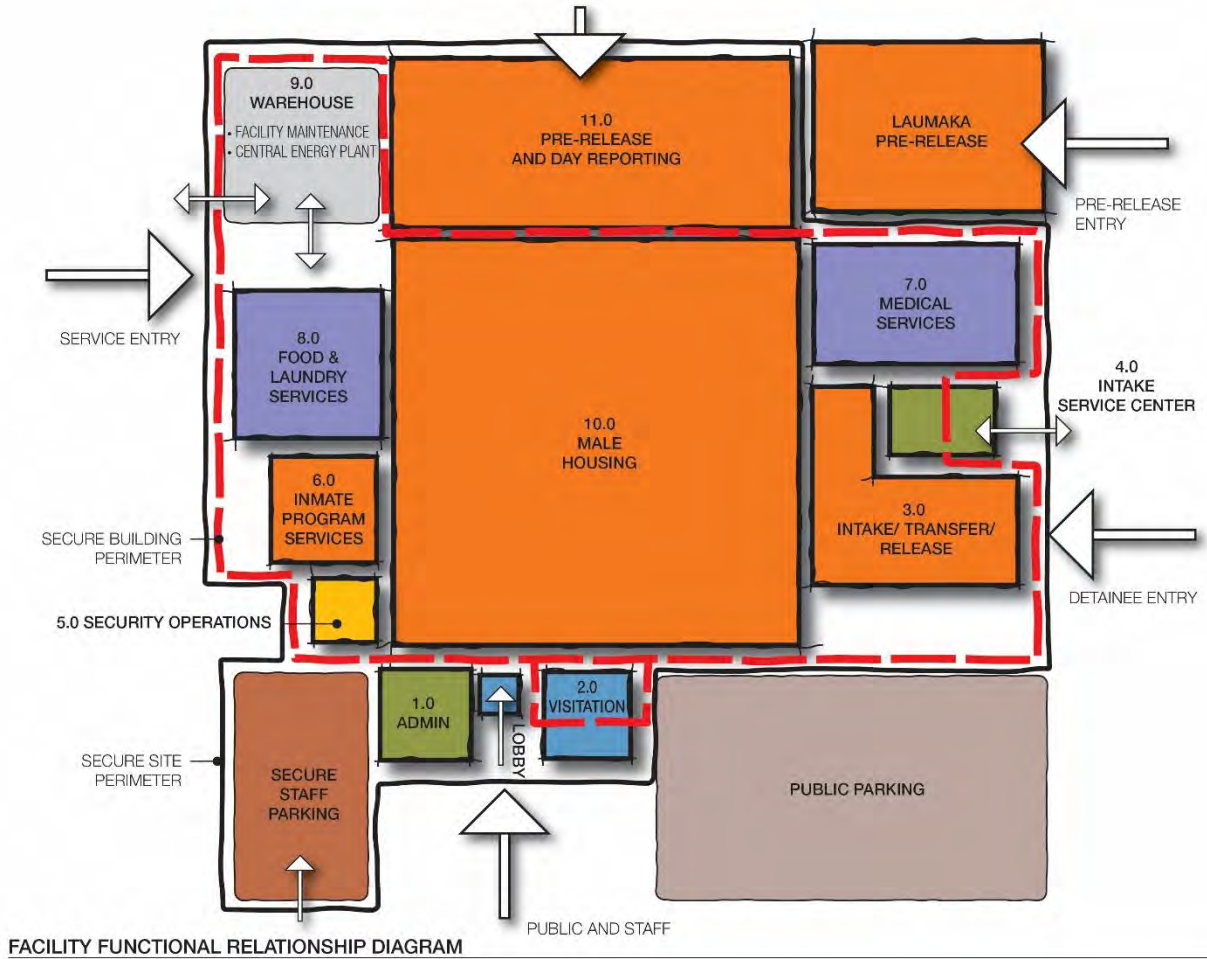 9.0
WAREHOUSE
• FACILITY MAINTENANCE
• CENTRAL ENERGY PLANT
11.0
PRE-RELEASE
AND DAY REPORTING
LAUMAKA
PRE-RELEASE
PRE-RELEASE
ENTRY
SERVICE ENTRY
8.0
FOOD &
LAUNDRY
SERVICES
10.0
MALE
HOUSING
7.0
MEDICAL
SERVICES
4.0
INTAKE
SERVICE CENTER
6.0
INMATE
PROGRAM
SERVICES
3.0
INTAKE/ TRANSFER/
RELEASE
SECURE BUILDING
PERIMETER
DETAINEE ENTRY
5.0 SECURITY OPERATIONS
1.0
ADMIN
LOBBY
2.0
VISITATION
SECURE SITE
PERIMETER
SECURE
STAFF
PARKING
PUBLIC PARKING
PUBLIC AND STAFF
FACILITY FUNCTIONAL RELATIONSHIP DIAGRAM